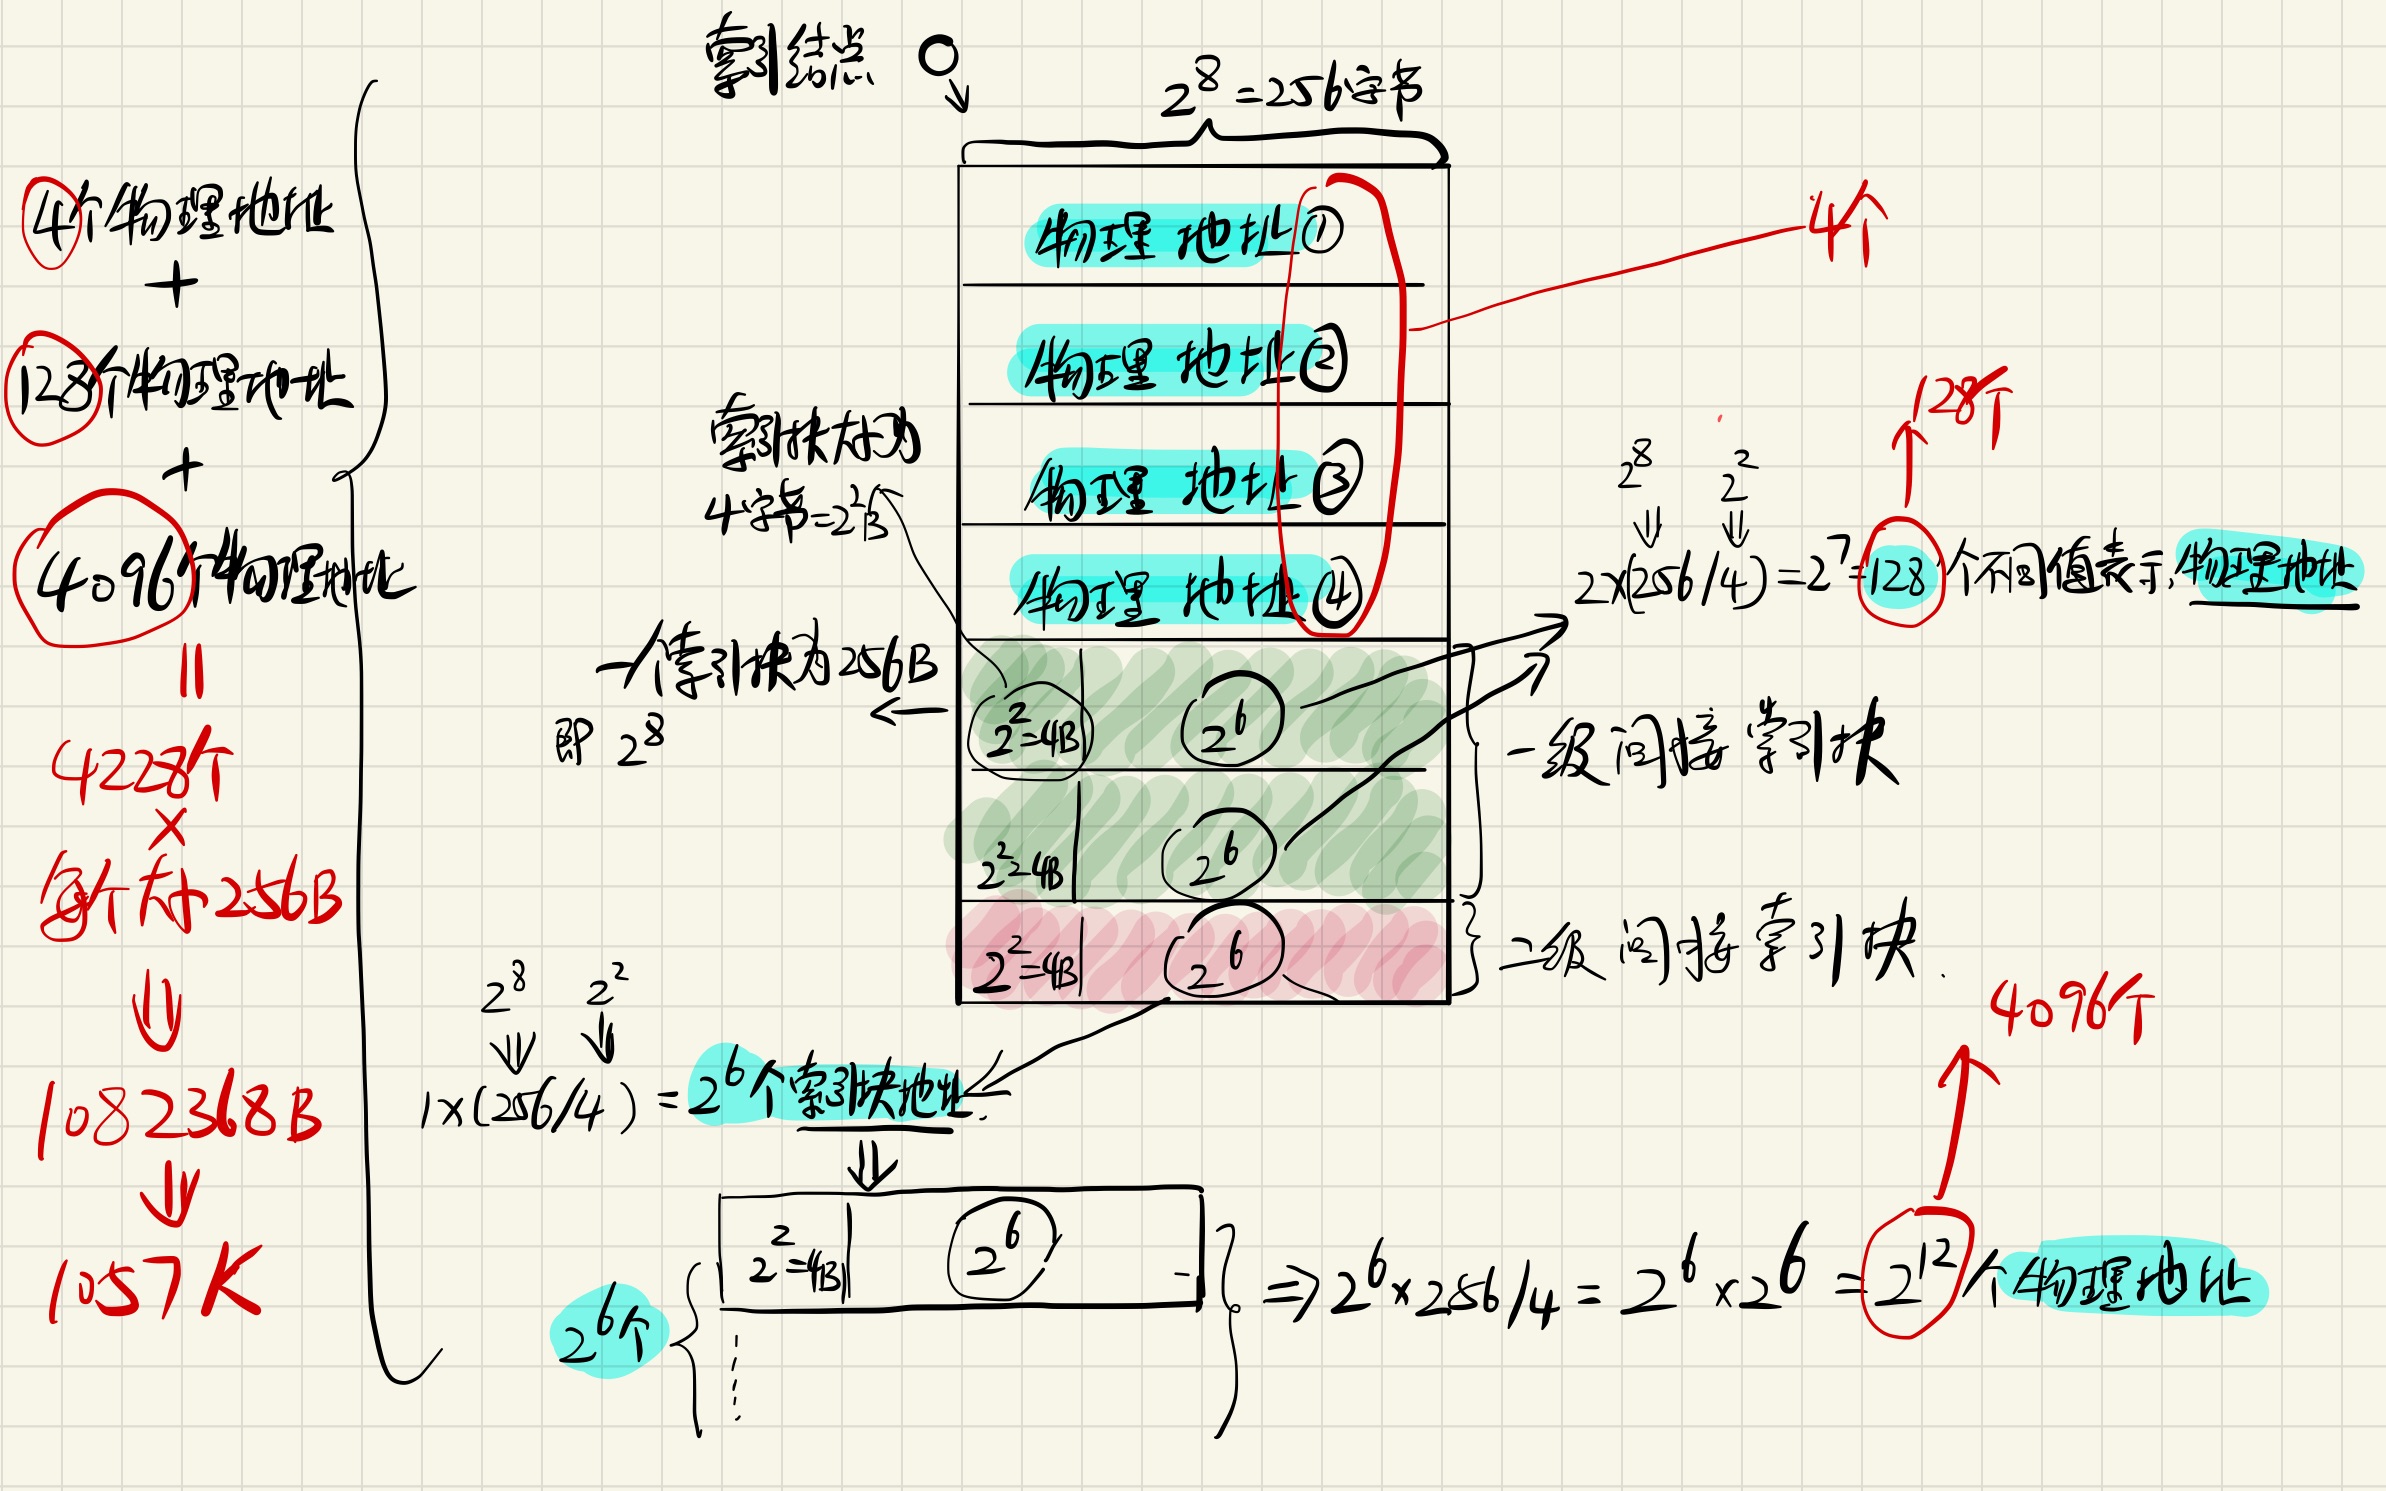 索引结点
2^8=256字节
4个物理地址
+
128个物理地址
+
4096个物理地址
=
4228个
×
每个大小256B
⇓
1082368B
⇓
1057K
物理地址①
物理地址②
物理地址③
物理地址④
4个
索引块大小为
4字节=2^2B
一个索引块为256B
即 2^8
2^2=4B 2^6
2^2=4B 2^6
2^2=4B 2^6
128个
2^8 2^2
2×(256/4)=2^7=128个不同值表示物理地址
一级间接索引块
二级间接索引块
2^8 2^2
1×(256/4)=2^6个索引块地址
2^2=4B 2^6
2^6个
4096个
⇒2^6×256/4=2^6×2^6=2^12个物理地址